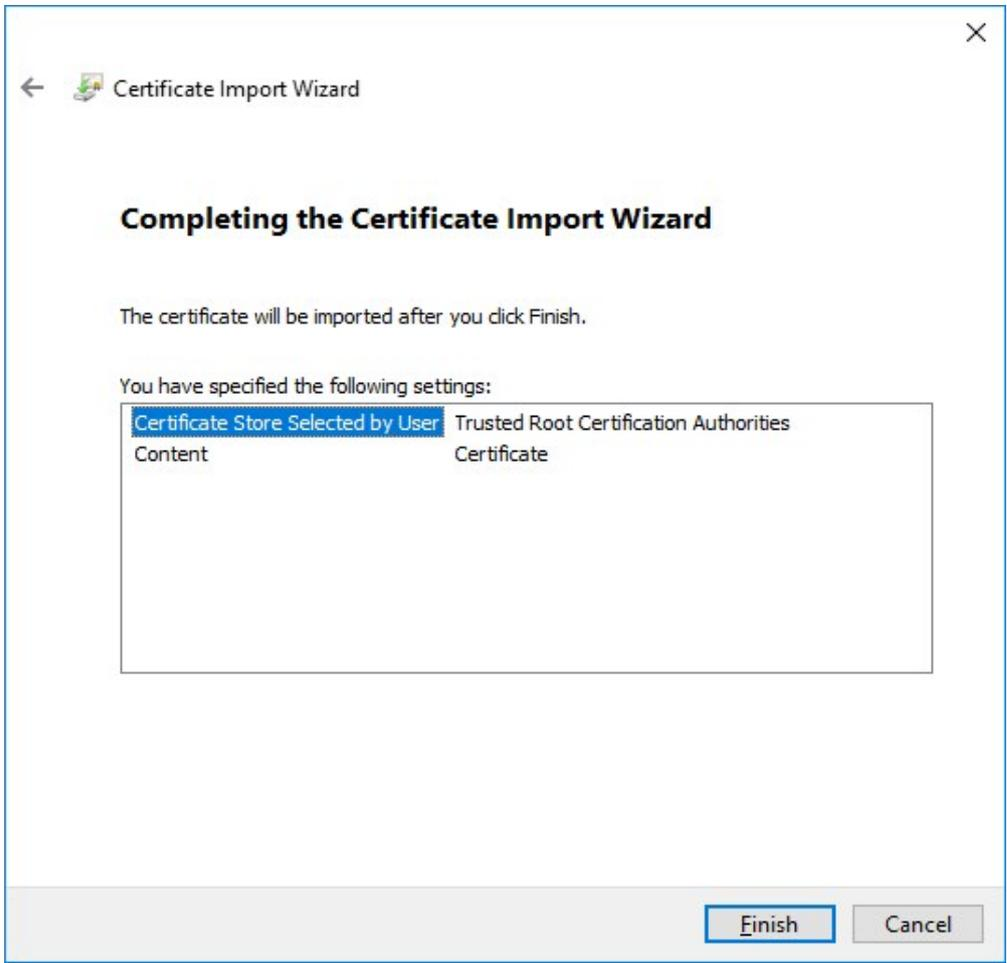 Certificate Import Wizard
Completing the Certificate Import Wizard
The certificate will be imported after you click Finish.
You have specified the following settings:
Certificate Store Selected by User Trusted Root Certification Authorities
Content Certificate
Finish Cancel